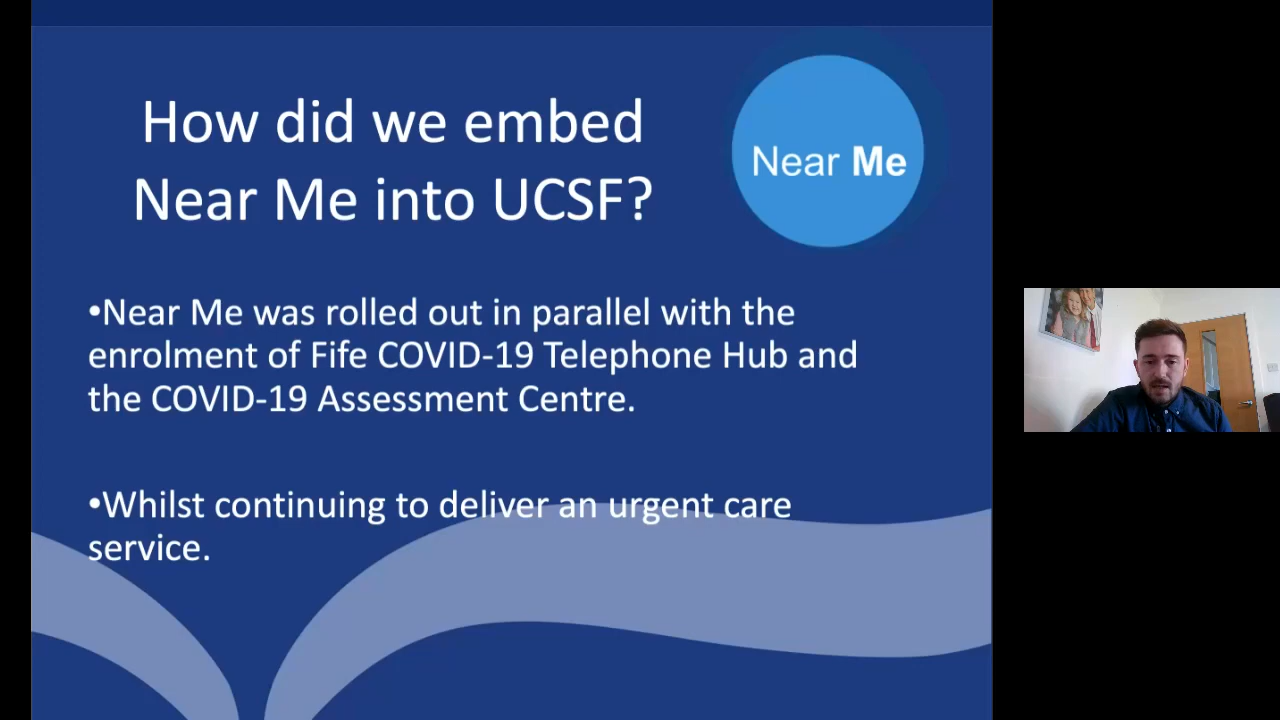 How did we embed
Near Me into UCSF?
Near Me
•Near Me was rolled out in parallel with the
enrolment of Fife COVID-19 Telephone Hub and
the COVID-19 Assessment Centre.
•Whilst continuing to deliver an urgent care
service.